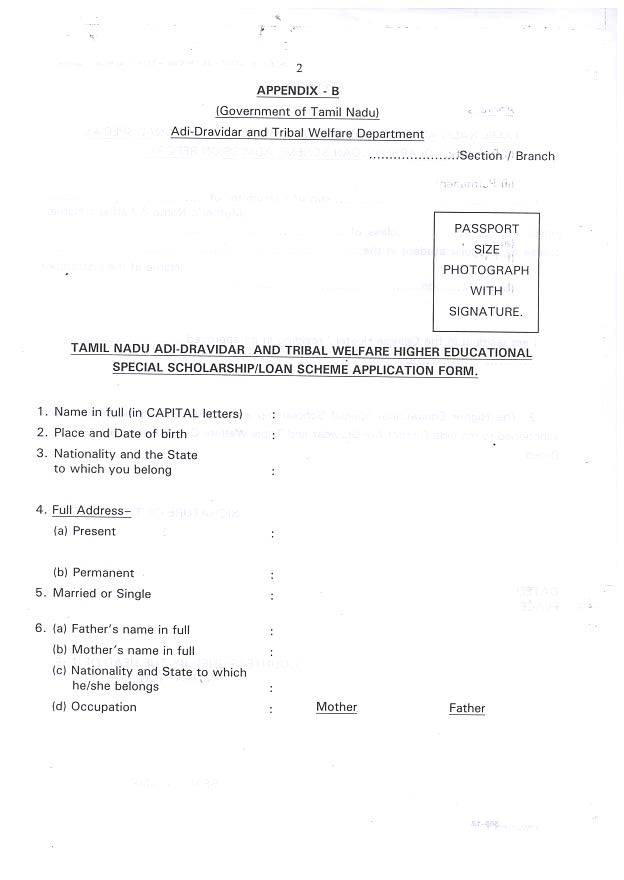 2
APPENDIX - B
(Government of Tamil Nadu)
Adi-Dravidar and Tribal Welfare Department
......................Section / Branch
PASSPORT
SIZE
PHOTOGRAPH
WITH
SIGNATURE.
TAMIL NADU ADI-DRAVIDAR AND TRIBAL WELFARE HIGHER EDUCATIONAL
SPECIAL SCHOLARSHIP/LOAN SCHEME APPLICATION FORM.
1. Name in full (in CAPITAL letters) :
2. Place and Date of birth :
3. Nationality and the State
to which you belong :
4. Full Address–
(a) Present :
(b) Permanent :
5. Married or Single :
6. (a) Father's name in full :
(b) Mother's name in full :
(c) Nationality and State to which
he/she belongs :
(d) Occupation : Mother Father